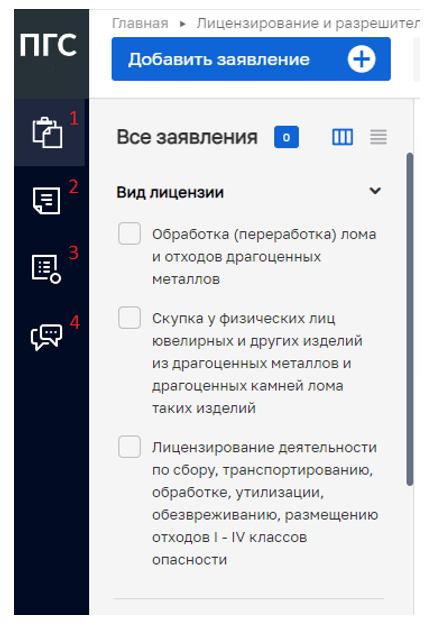 ПГС
Главная ▸ Лицензирование и разрешител
Добавить заявление
1
2
3
4
Все заявления 0
Вид лицензии
Обработка (переработка) лома
и отходов драгоценных
металлов
Скупка у физических лиц
ювелирных и других изделий
из драгоценных металлов и
драгоценных камней лома
таких изделий
Лицензирование деятельности
по сбору, транспортированию,
обработке, утилизации,
обезвреживанию, размещению
отходов I - IV классов
опасности